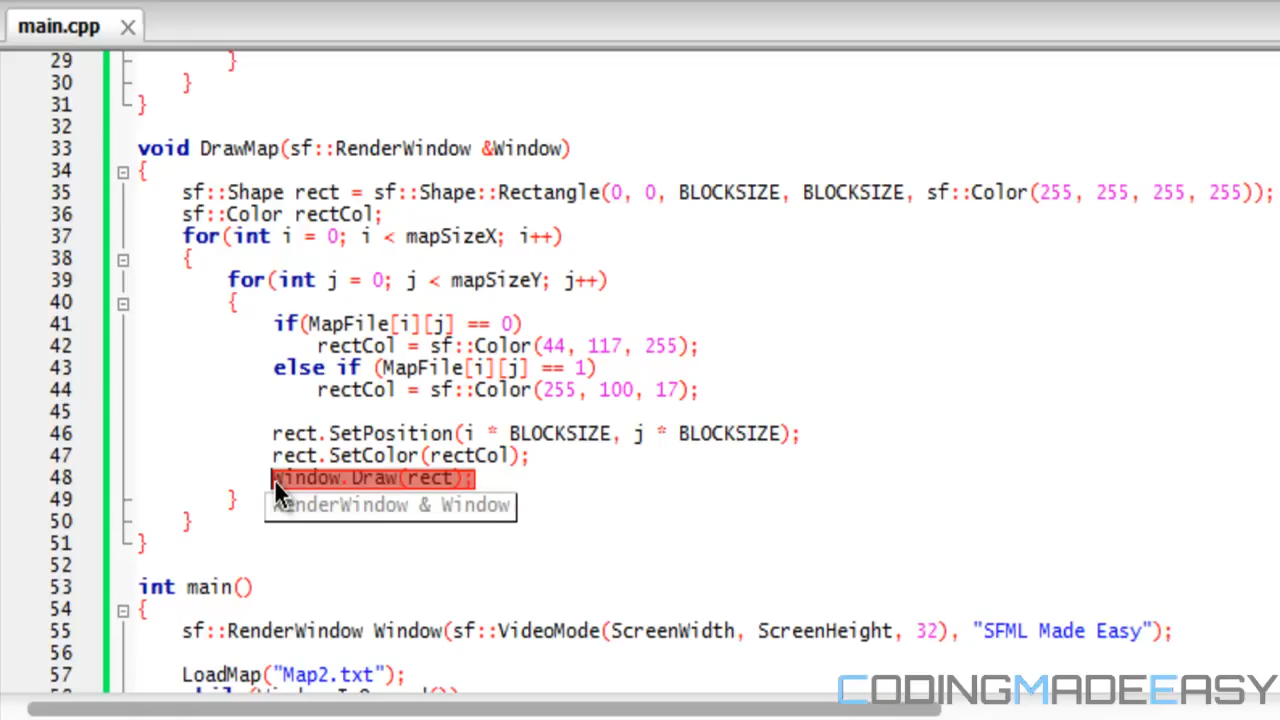 main.cpp
29 }
30 }
31 }
32
33 void DrawMap(sf::RenderWindow &Window)
34 {
35 sf::Shape rect = sf::Shape::Rectangle(0, 0, BLOCKSIZE, BLOCKSIZE, sf::Color(255, 255, 255, 255));
36 sf::Color rectCol;
37 for(int i = 0; i < mapSizeX; i++)
38 {
39 for(int j = 0; j < mapSizeY; j++)
40 {
41 if(MapFile[i][j] == 0)
42 rectCol = sf::Color(44, 117, 255);
43 else if (MapFile[i][j] == 1)
44 rectCol = sf::Color(255, 100, 17);
45
46 rect.SetPosition(i * BLOCKSIZE, j * BLOCKSIZE);
47 rect.SetColor(rectCol);
48 Window.Draw(rect);
49 }
RenderWindow & Window
50 }
51 }
52
53 int main()
54 {
55 sf::RenderWindow Window(sf::VideoMode(ScreenWidth, ScreenHeight, 32), "SFML Made Easy");
56
57 LoadMap("Map2.txt");
CODINGMADEEASY